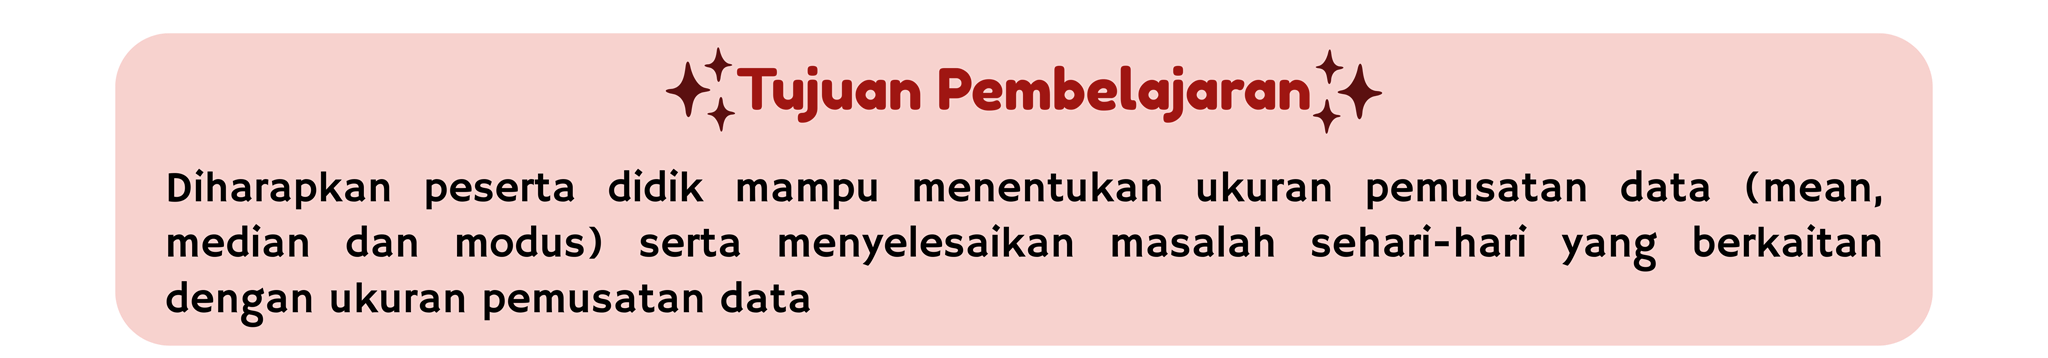 Tujuan Pembelajaran
Diharapkan peserta didik mampu menentukan ukuran pemusatan data (mean,
median dan modus) serta menyelesaikan masalah sehari-hari yang berkaitan
dengan ukuran pemusatan data